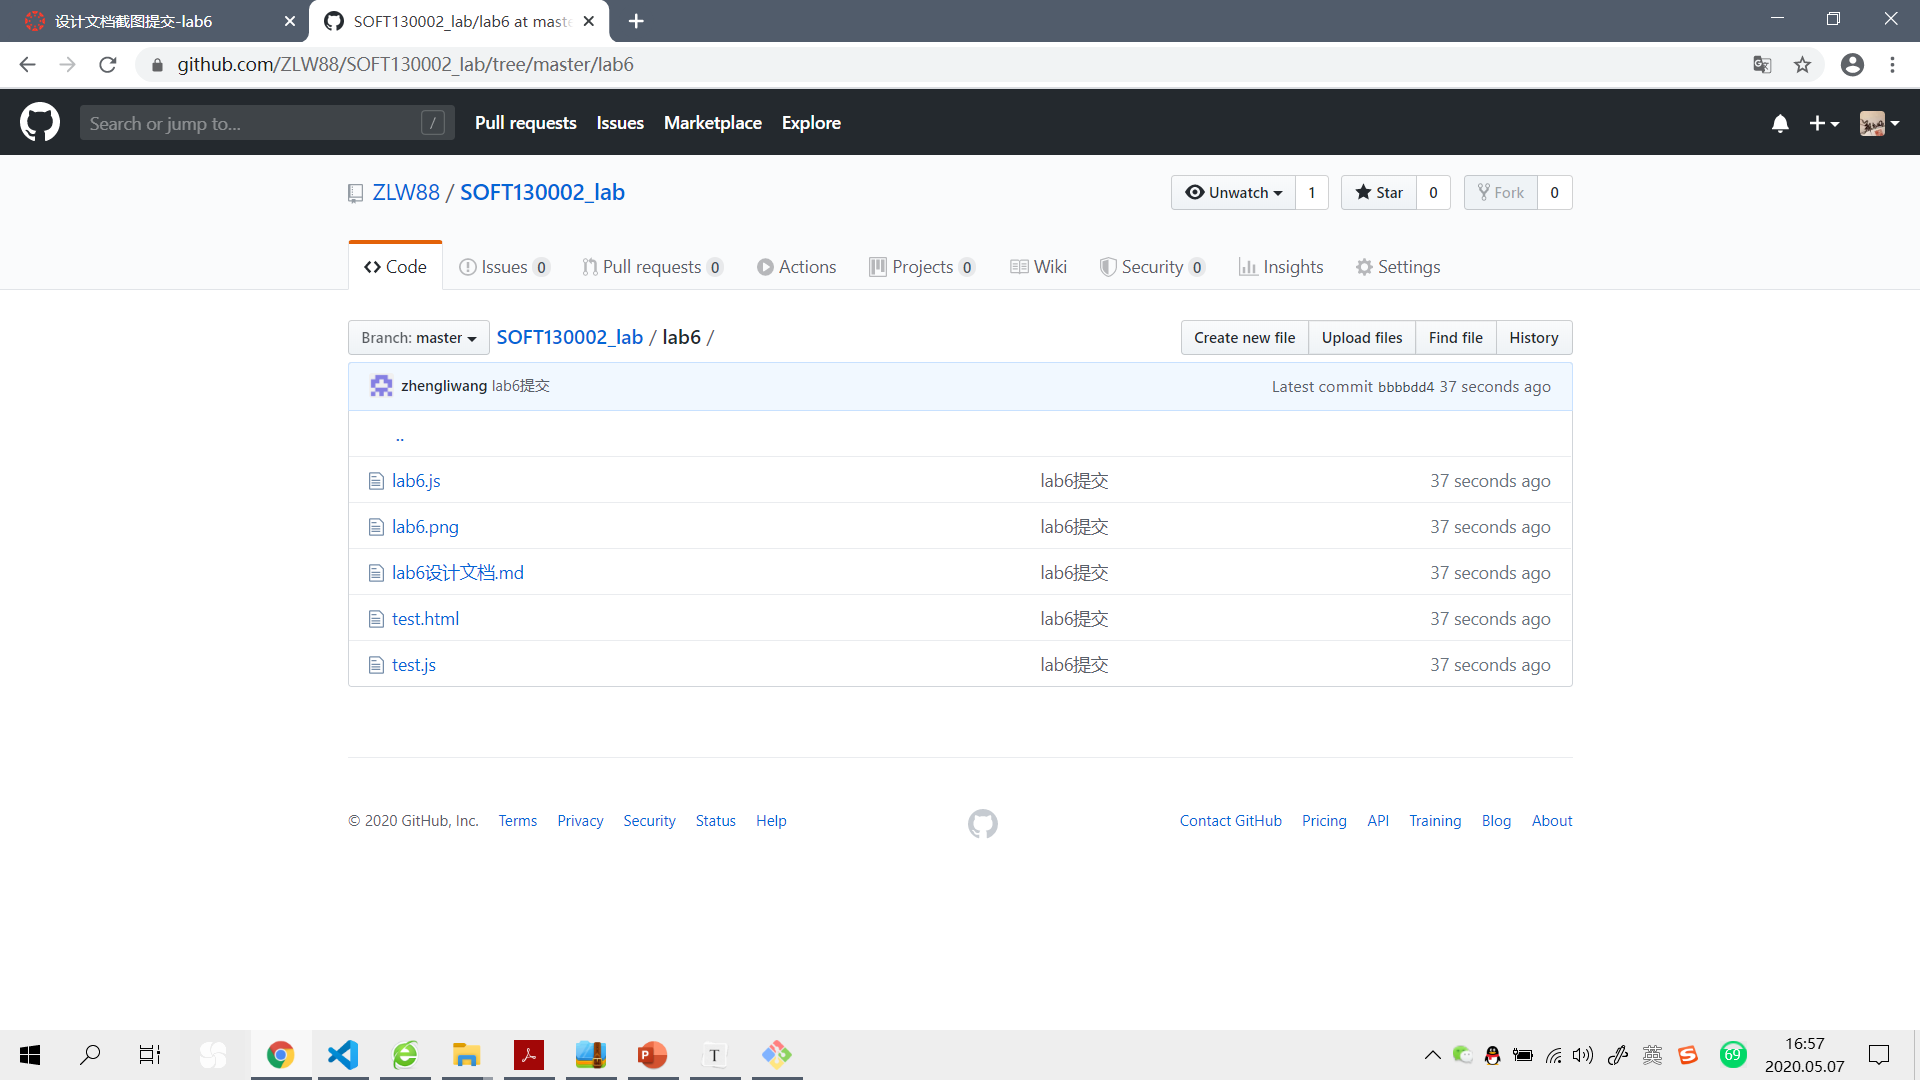 设计文档截图提交-lab6
SOFT130002_lab/lab6 at maste
github.com/ZLW88/SOFT130002_lab/tree/master/lab6
Search or jump to... /
Pull requests Issues Marketplace Explore
ZLW88 / SOFT130002_lab
Unwatch 1 Star 0 Fork 0
Code Issues 0 Pull requests 0 Actions Projects 0 Wiki Security 0 Insights Settings
Branch: master SOFT130002_lab / lab6 /
Create new file Upload files Find file History
zhengliwang lab6提交 Latest commit bbbbdd4 37 seconds ago
..
lab6.js lab6提交 37 seconds ago
lab6.png lab6提交 37 seconds ago
lab6设计文档.md lab6提交 37 seconds ago
test.html lab6提交 37 seconds ago
test.js lab6提交 37 seconds ago
© 2020 GitHub, Inc. Terms Privacy Security Status Help Contact GitHub Pricing API Training Blog About
T
英
69
16:57
2020.05.07